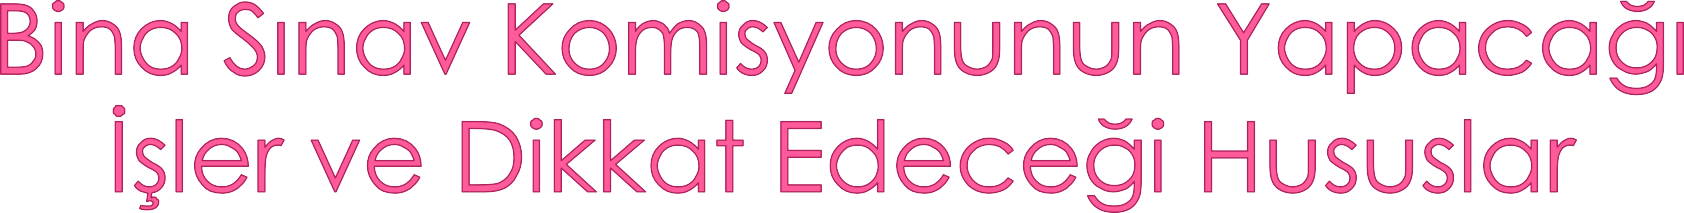 Bina Sınav Komisyonunun Yapacağı
İşler ve Dikkat Edeceği Hususlar